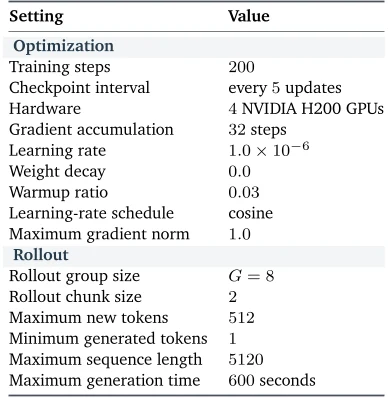 Setting Value
Optimization
Training steps 200
Checkpoint interval every 5 updates
Hardware 4 NVIDIA H200 GPUs
Gradient accumulation 32 steps
Learning rate 1.0 × 10⁻⁶
Weight decay 0.0
Warmup ratio 0.03
Learning-rate schedule cosine
Maximum gradient norm 1.0
Rollout
Rollout group size G = 8
Rollout chunk size 2
Maximum new tokens 512
Minimum generated tokens 1
Maximum sequence length 5120
Maximum generation time 600 seconds